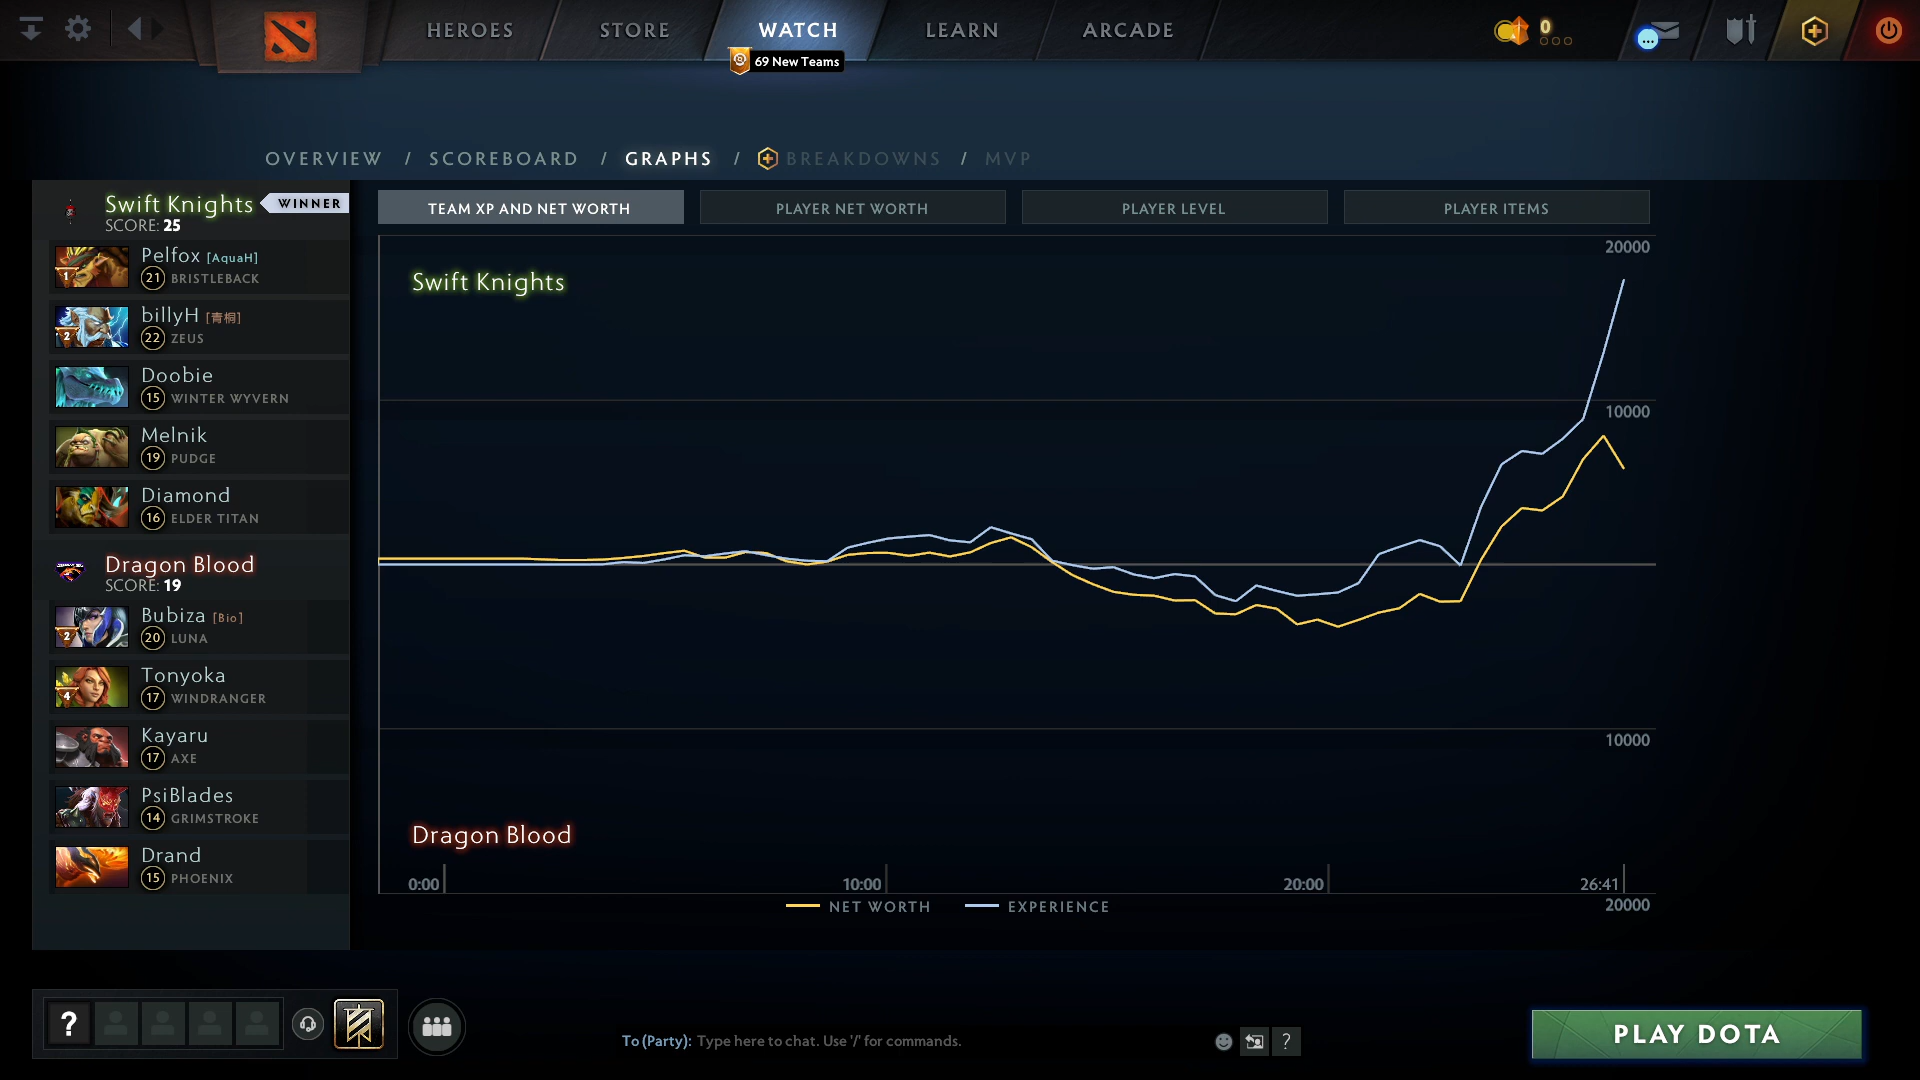 HEROES
STORE
WATCH
LEARN
ARCADE
0
69 New Teams
OVERVIEW / SCOREBOARD / GRAPHS / BREAKDOWNS / MVP
Swift Knights
WINNER
SCORE: 25
Pelfox [AquaH]
1
21 BRISTLEBACK
billyH [青桐]
2
22 ZEUS
Doobie
15 WINTER WYVERN
Melnik
19 PUDGE
Diamond
16 ELDER TITAN
Dragon Blood
SCORE: 19
Bubiza [Bio]
2
20 LUNA
Tonyoka
4
17 WINDRANGER
Kayaru
17 AXE
PsiBlades
14 GRIMSTROKE
Drand
15 PHOENIX
TEAM XP AND NET WORTH
PLAYER NET WORTH
PLAYER LEVEL
PLAYER ITEMS
20000
Swift Knights
10000
10000
Dragon Blood
0:00
10:00
20:00
26:41
20000
NET WORTH
EXPERIENCE
?
To (Party): Type here to chat. Use '/' for commands.
?
PLAY DOTA